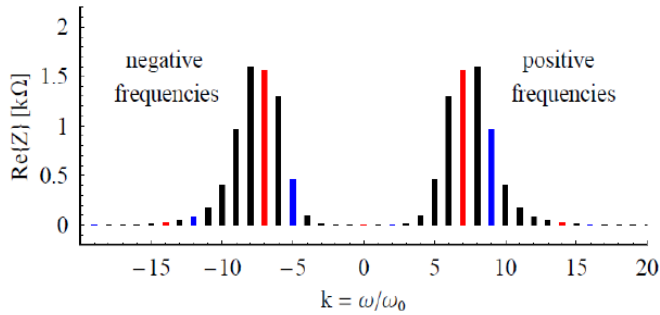 2
negative
positive
frequencies
frequencies
1.5
1
0.5
0
Re{Z} [kΩ]
−15
−10
−5
0
5
10
15
20
k = ω/ω₀